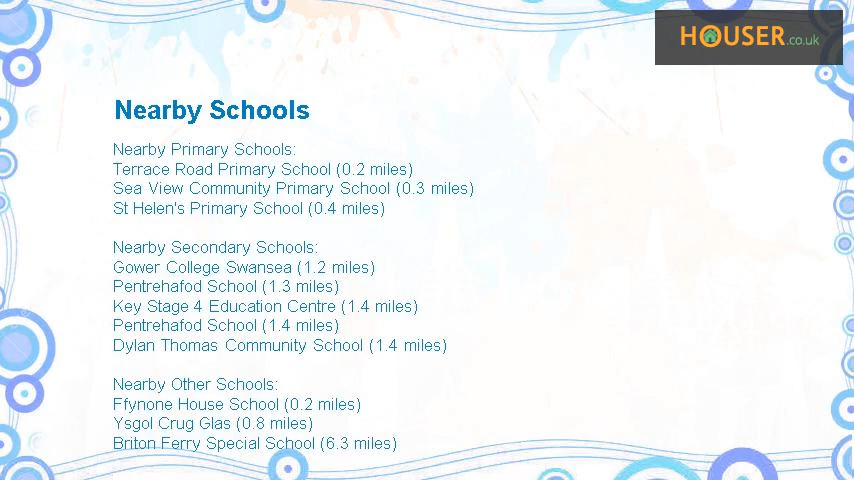 HOUSER.co.uk
Nearby Schools
Nearby Primary Schools:
Terrace Road Primary School (0.2 miles)
Sea View Community Primary School (0.3 miles)
St Helen's Primary School (0.4 miles)
Nearby Secondary Schools:
Gower College Swansea (1.2 miles)
Pentrehafod School (1.3 miles)
Key Stage 4 Education Centre (1.4 miles)
Pentrehafod School (1.4 miles)
Dylan Thomas Community School (1.4 miles)
Nearby Other Schools:
Ffynone House School (0.2 miles)
Ysgol Crug Glas (0.8 miles)
Briton Ferry Special School (6.3 miles)